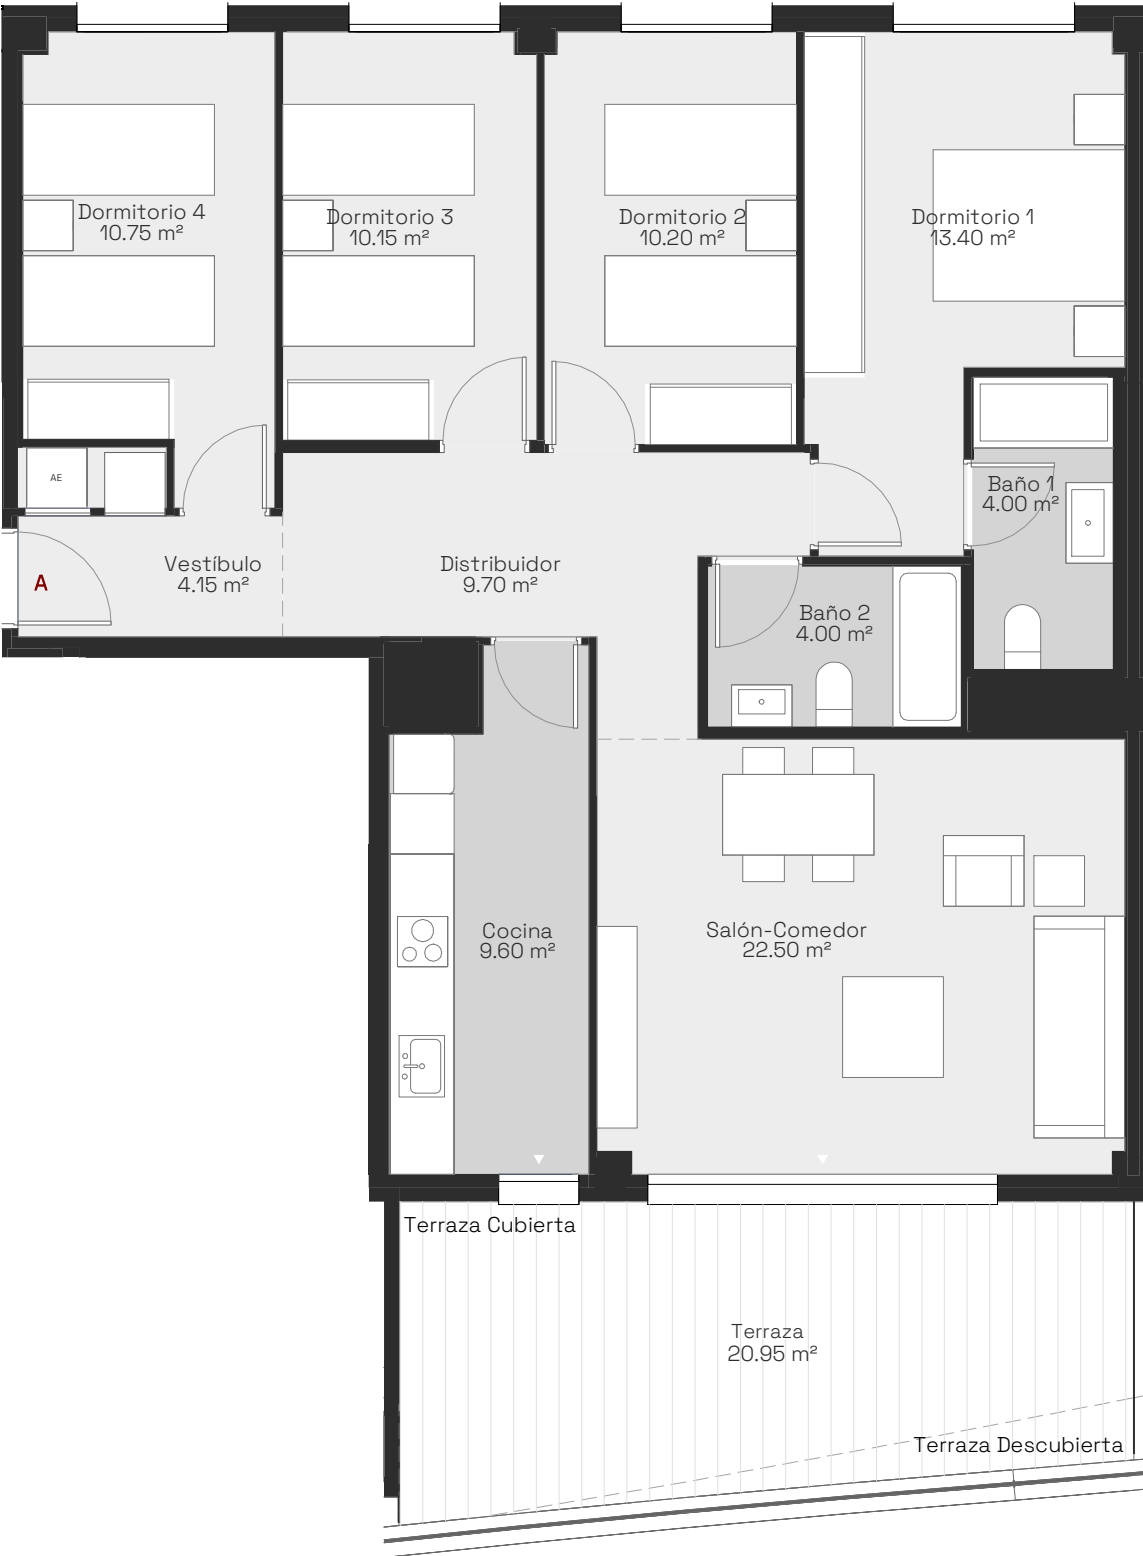 Dormitorio 4
10.75 m²
Dormitorio 3
10.15 m²
Dormitorio 2
10.20 m²
Dormitorio 1
13.40 m²
AE
Baño 1
4.00 m²
A
Vestíbulo
4.15 m²
Distribuidor
9.70 m²
Baño 2
4.00 m²
Cocina
9.60 m²
Salón-Comedor
22.50 m²
Terraza Cubierta
Terraza
20.95 m²
Terraza Descubierta